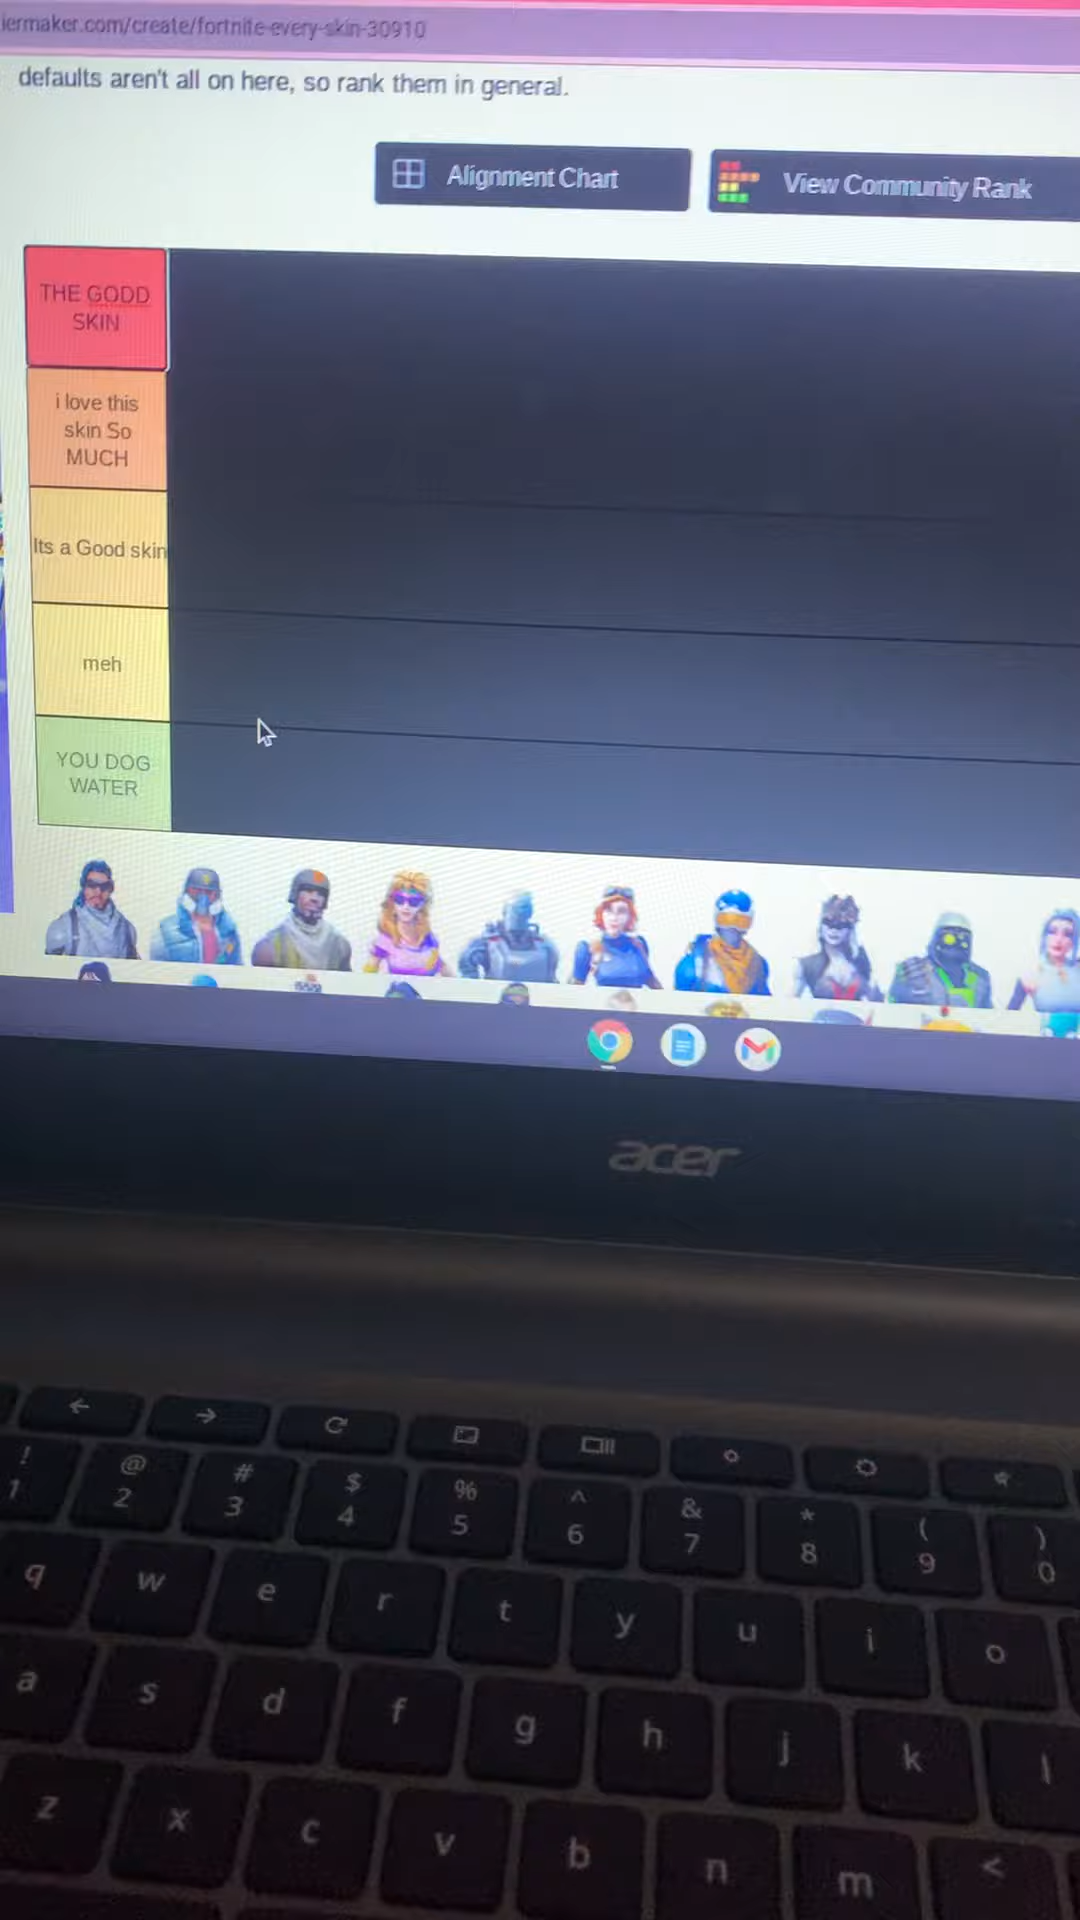 iermaker.com/create/fortnite-every-skin-30910
defaults aren't all on here, so rank them in general.
Alignment Chart
View Community Rank
THE GODD
SKIN
i love this
skin So
MUCH
Its a Good skin
meh
YOU DOG
WATER
acer
! @ # $ % ^ & * ( )
1 2 3 4 5 6 7 8 9 0
q w e r t y u i o
a s d f g h j k l
z x c v b n m <